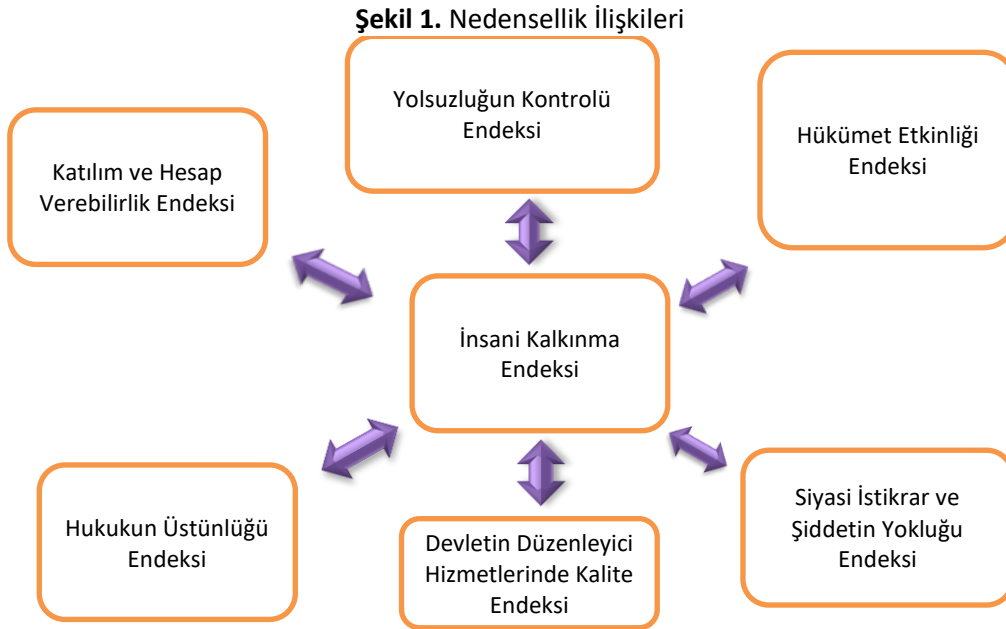 Şekil 1. Nedensellik İlişkileri
Yolsuzluğun Kontrolü
Endeksi
Hükümet Etkinliği
Endeksi
Katılım ve Hesap
Verebilirlik Endeksi
İnsani Kalkınma
Endeksi
Hukukun Üstünlüğü
Endeksi
Devletin Düzenleyici
Hizmetlerinde Kalite
Endeksi
Siyasi İstikrar ve
Şiddetin Yokluğu
Endeksi